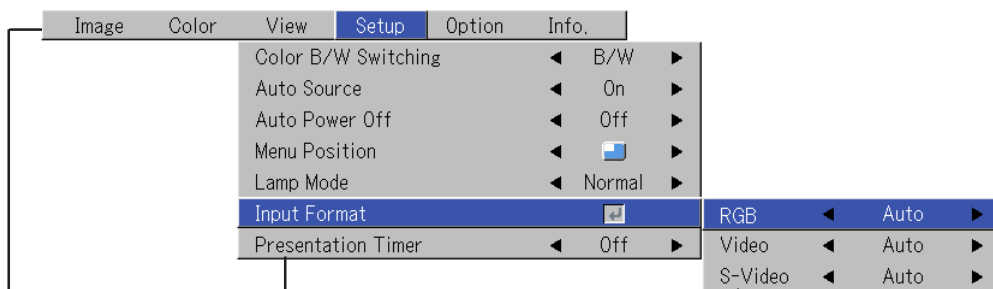 Image Color View Setup Option Info.
Color B/W Switching ◀ B/W ▶
Auto Source ◀ On ▶
Auto Power Off ◀ Off ▶
Menu Position ◀ ▶
Lamp Mode ◀ Normal ▶
Input Format
RGB ◀ Auto ▶
Presentation Timer ◀ Off ▶
Video ◀ Auto ▶
S-Video ◀ Auto ▶